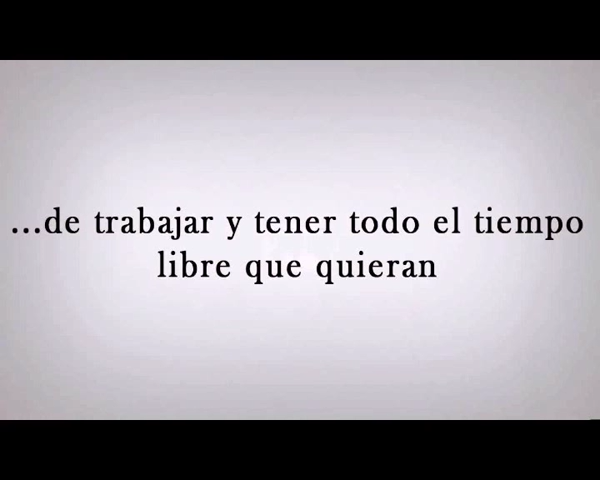 ...de trabajar y tener todo el tiempo
libre que quieran